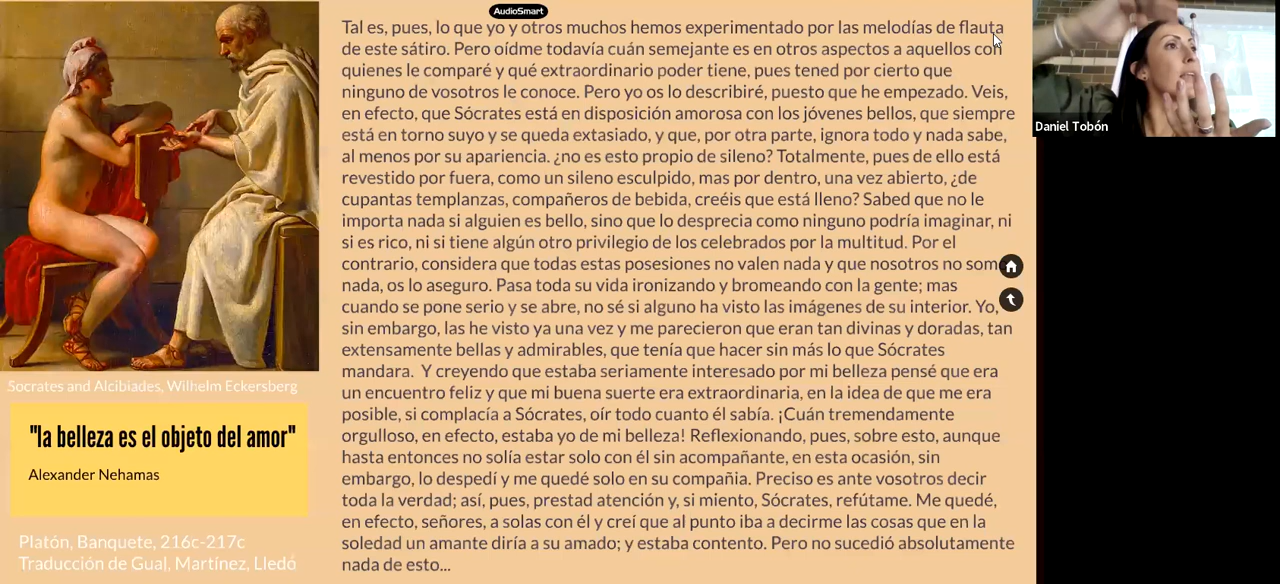 AudioSmart
Tal es, pues, lo que yo y otros muchos hemos experimentado por las melodías de flauta
de este sátiro. Pero oídme todavía cuán semejante es en otros aspectos a aquellos con
quienes le comparé y qué extraordinario poder tiene, pues tened por cierto que
ninguno de vosotros le conoce. Pero yo os lo describiré, puesto que he empezado. Veis,
en efecto, que Sócrates está en disposición amorosa con los jóvenes bellos, que siempre
está en torno suyo y se queda extasiado, y que, por otra parte, ignora todo y nada sabe,
al menos por su apariencia. ¿no es esto propio de sileno? Totalmente, pues de ello está
revestido por fuera, como un sileno esculpido, mas por dentro, una vez abierto, ¿de
cupantas templanzas, compañeros de bebida, creéis que está lleno? Sabed que no le
importa nada si alguien es bello, sino que lo desprecia como ninguno podría imaginar, ni
si es rico, ni si tiene algún otro privilegio de los celebrados por la multitud. Por el
contrario, considera que todas estas posesiones no valen nada y que nosotros no som
nada, os lo aseguro. Pasa toda su vida ironizando y bromeando con la gente; mas
cuando se pone serio y se abre, no sé si alguno ha visto las imágenes de su interior. Yo,
sin embargo, las he visto ya una vez y me parecieron que eran tan divinas y doradas, tan
extensamente bellas y admirables, que tenía que hacer sin más lo que Sócrates
mandara. Y creyendo que estaba seriamente interesado por mi belleza pensé que era
un encuentro feliz y que mi buena suerte era extraordinaria, en la idea de que me era
posible, si complacía a Sócrates, oír todo cuanto él sabía. ¡Cuán tremendamente
orgulloso, en efecto, estaba yo de mi belleza! Reflexionando, pues, sobre esto, aunque
hasta entonces no solía estar solo con él sin acompañante, en esta ocasión, sin
embargo, lo despedí y me quedé solo en su compañia. Preciso es ante vosotros decir
toda la verdad; así, pues, prestad atención y, si miento, Sócrates, refútame. Me quedé,
en efecto, señores, a solas con él y creí que al punto iba a decirme las cosas que en la
soledad un amante diría a su amado; y estaba contento. Pero no sucedió absolutamente
nada de esto...
Socrates and Alcibiades, Wilhelm Eckersberg
"la belleza es el objeto del amor"
Alexander Nehamas
Platón, Banquete, 216c-217c
Traducción de Gual, Martínez, Lledó
Daniel Tobón